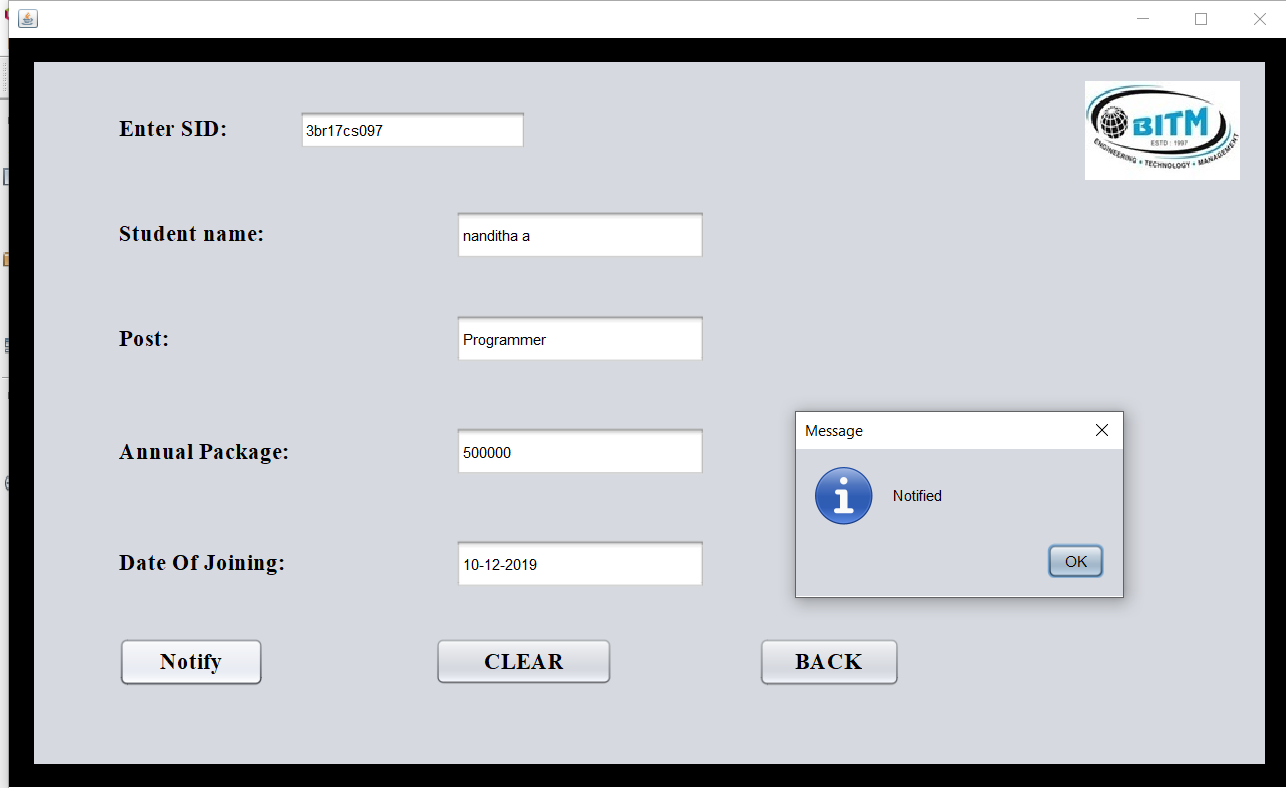 Enter SID:
3br17cs097
BITM
ESTD : 1997
ENGINEERING • TECHNOLOGY • MANAGEMENT
Student name:
nanditha a
Post:
Programmer
Annual Package:
500000
Message
Notified
OK
Date Of Joining:
10-12-2019
Notify
CLEAR
BACK